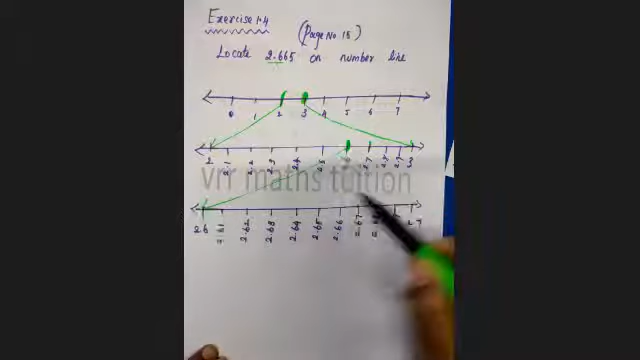 Exercise 1.4
(Page No 15)
Locate 2.665 on number line
0 1 2 3 4 5 6 7
2 2.1 2.2 2.3 2.4 2.5 2.7 2.8 2.9 3
vrr maths tuition
2.6 2.61 2.62 2.63 2.64 2.65 2.66 2.67